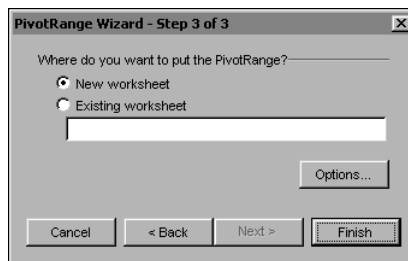 PivotRange Wizard - Step 3 of 3
Where do you want to put the PivotRange?
New worksheet
Existing worksheet
Options...
Cancel < Back Next > Finish